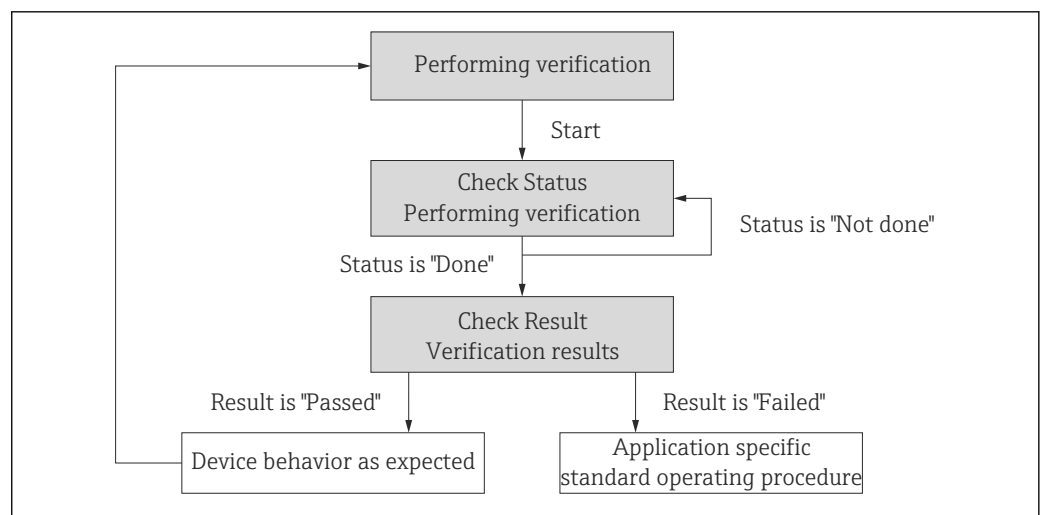 Performing verification
Start
Check Status
Performing verification
Status is "Not done"
Status is "Done"
Check Result
Verification results
Result is "Passed"
Result is "Failed"
Device behavior as expected
Application specific
standard operating procedure